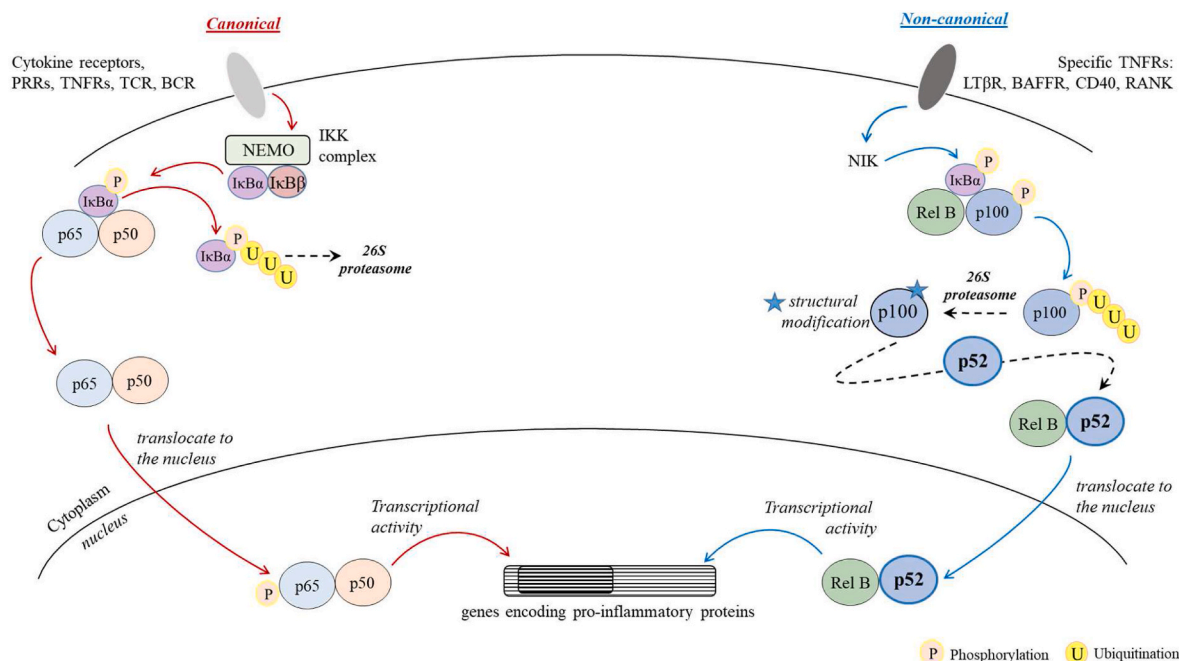 Canonical
Non-canonical
Cytokine receptors,
PRRs, TNFRs, TCR, BCR
Specific TNFRs:
LTβR, BAFFR, CD40, RANK
NEMO
IKK
complex
IκBα
IκBβ
P
IκBα
p65
p50
P
IκBα
U
U
U
26S
proteasome
p65
p50
translocate to
the nucleus
Cytoplasm
nucleus
P
p65
p50
Transcriptional
activity
genes encoding pro-inflammatory proteins
NIK
P
IκBα
P
Rel B
p100
26S
proteasome
structural
modification
p100
p100
P
U
U
U
p52
Rel B
p52
translocate to
the nucleus
Transcriptional
activity
Rel B
p52
P Phosphorylation
U Ubiquitination